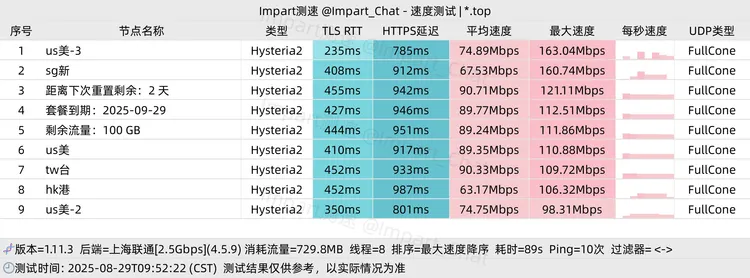 Impart测速 @Impart_Chat - 速度测试 | *.top
序号 节点名称 类型 TLS RTT HTTPS延迟 平均速度 最大速度 每秒速度 UDP类型
1 us美-3 Hysteria2 235ms 785ms 74.89Mbps 163.04Mbps FullCone
2 sg新 Hysteria2 408ms 912ms 67.53Mbps 160.74Mbps FullCone
3 距离下次重置剩余：2 天 Hysteria2 455ms 942ms 90.71Mbps 121.11Mbps FullCone
4 套餐到期：2025-09-29 Hysteria2 427ms 946ms 89.77Mbps 112.51Mbps FullCone
5 剩余流量：100 GB Hysteria2 444ms 951ms 89.24Mbps 111.86Mbps FullCone
6 us美 Hysteria2 410ms 917ms 89.35Mbps 110.88Mbps FullCone
7 tw台 Hysteria2 452ms 933ms 90.33Mbps 109.72Mbps FullCone
8 hk港 Hysteria2 452ms 987ms 63.17Mbps 106.32Mbps FullCone
9 us美-2 Hysteria2 350ms 801ms 74.75Mbps 98.31Mbps FullCone
版本=1.11.3 后端=上海联通[2.5Gbps](4.5.9) 消耗流量=729.8MB 线程=8 排序=最大速度降序 耗时=89s Ping=10次 过滤器= <->
测试时间：2025-08-29T09:52:22 (CST) 测试结果仅供参考，以实际情况为准